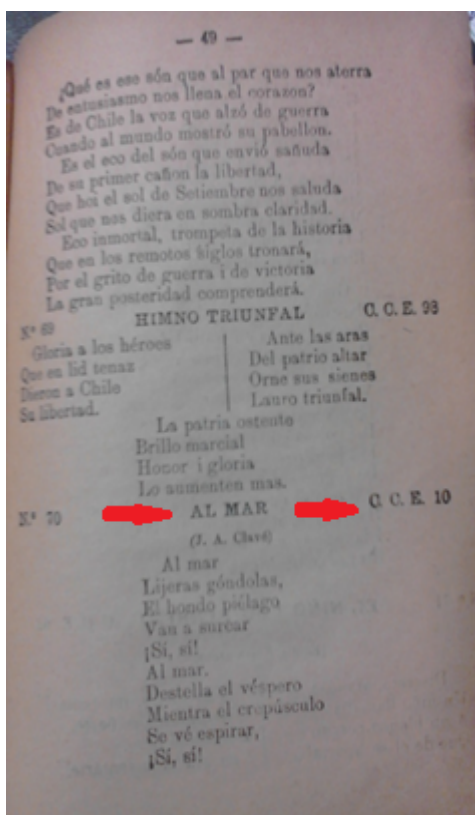 — 49 —
¿Qué es ese són que al par que nos aterra
De entusiasmo nos llena el corazon?
Es de Chile la voz que alzó de guerra
Cuando al mundo mostró su pabellon.
Es el eco del són que envió sañuda
De su primer cañon la libertad,
Que hoi el sol de Setiembre nos saluda
Sol que nos diera en sombra claridad.
Eco inmortal, trompeta de la historia
Que en los remotos siglos tronará,
Por el grito de guerra i de victoria
La gran posteridad comprenderá.
N.° 69 HIMNO TRIUNFAL C. C. E. 93
Gloria a los héroes
Que en lid tenaz
Dieron a Chile
Su libertad.
Ante las aras
Del patrio altar
Orne sus sienes
Lauro triunfal.
La patria ostente
Brillo marcial
Honor i gloria
Lo aumenten mas.
N.° 70 AL MAR C. C. E. 10
(J. A. Clavé)
Al mar
Lijeras góndolas,
El hondo piélago
Van a surcar
¡Sí, sí!
Al mar.
Destella el véspero
Mientra el crepúsculo
Se vé espirar,
¡Sí, sí!